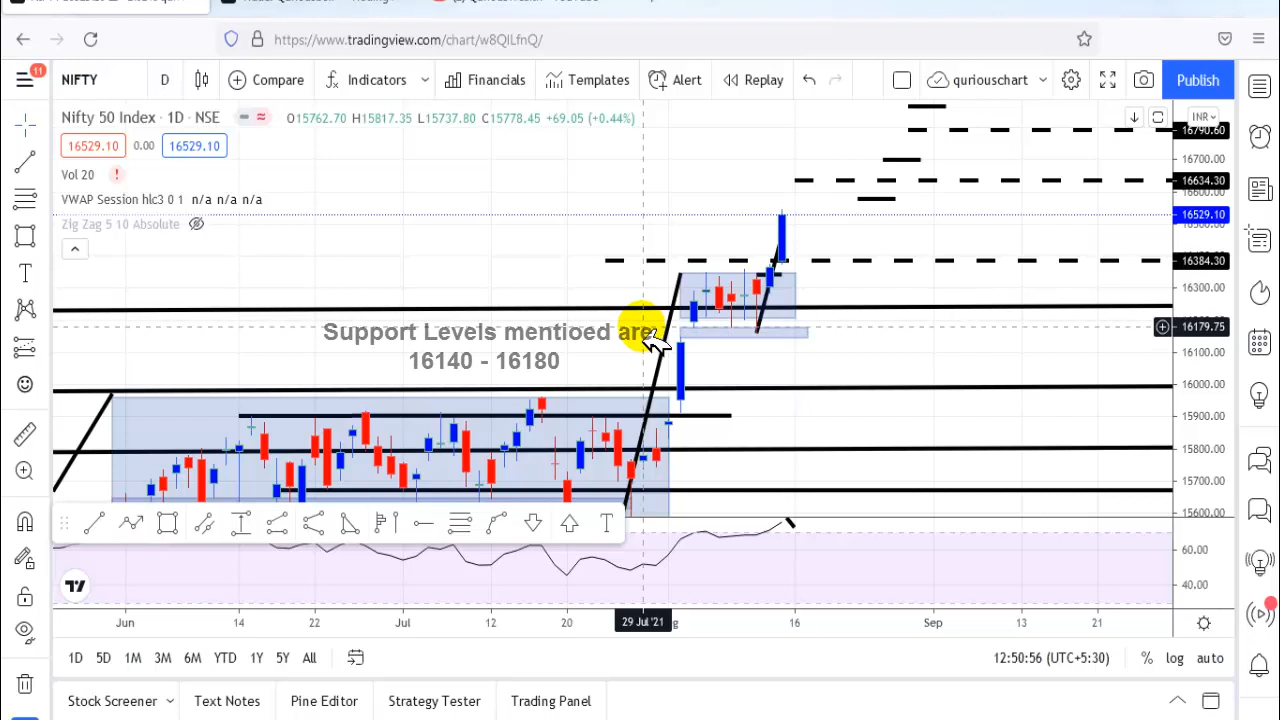 https://www.tradingview.com/chart/w8QILfnQ/
11
NIFTY D Compare Indicators Financials Templates Alert Replay quriouschart Publish
Nifty 50 Index · 1D · NSE O15762.70 H15817.35 L15737.80 C15778.45 +69.05 (+0.44%) INR
16529.10 0.00 16529.10
Vol 20 !
VWAP Session hlc3 0 1 n/a n/a n/a
Zig Zag 5 10 Absolute
16790.60
16700.00
16634.30
16529.10
16384.30
16300.00
16179.75
16100.00
16000.00
15900.00
15800.00
15700.00
15600.00
60.00
40.00
Support Levels mentioed are
16140 - 16180
Jun 14 22 Jul 12 20 29 Jul '21 16 Sep 13 21
1D 5D 1M 3M 6M YTD 1Y 5Y All 12:50:56 (UTC+5:30) % log auto
Stock Screener Text Notes Pine Editor Strategy Tester Trading Panel